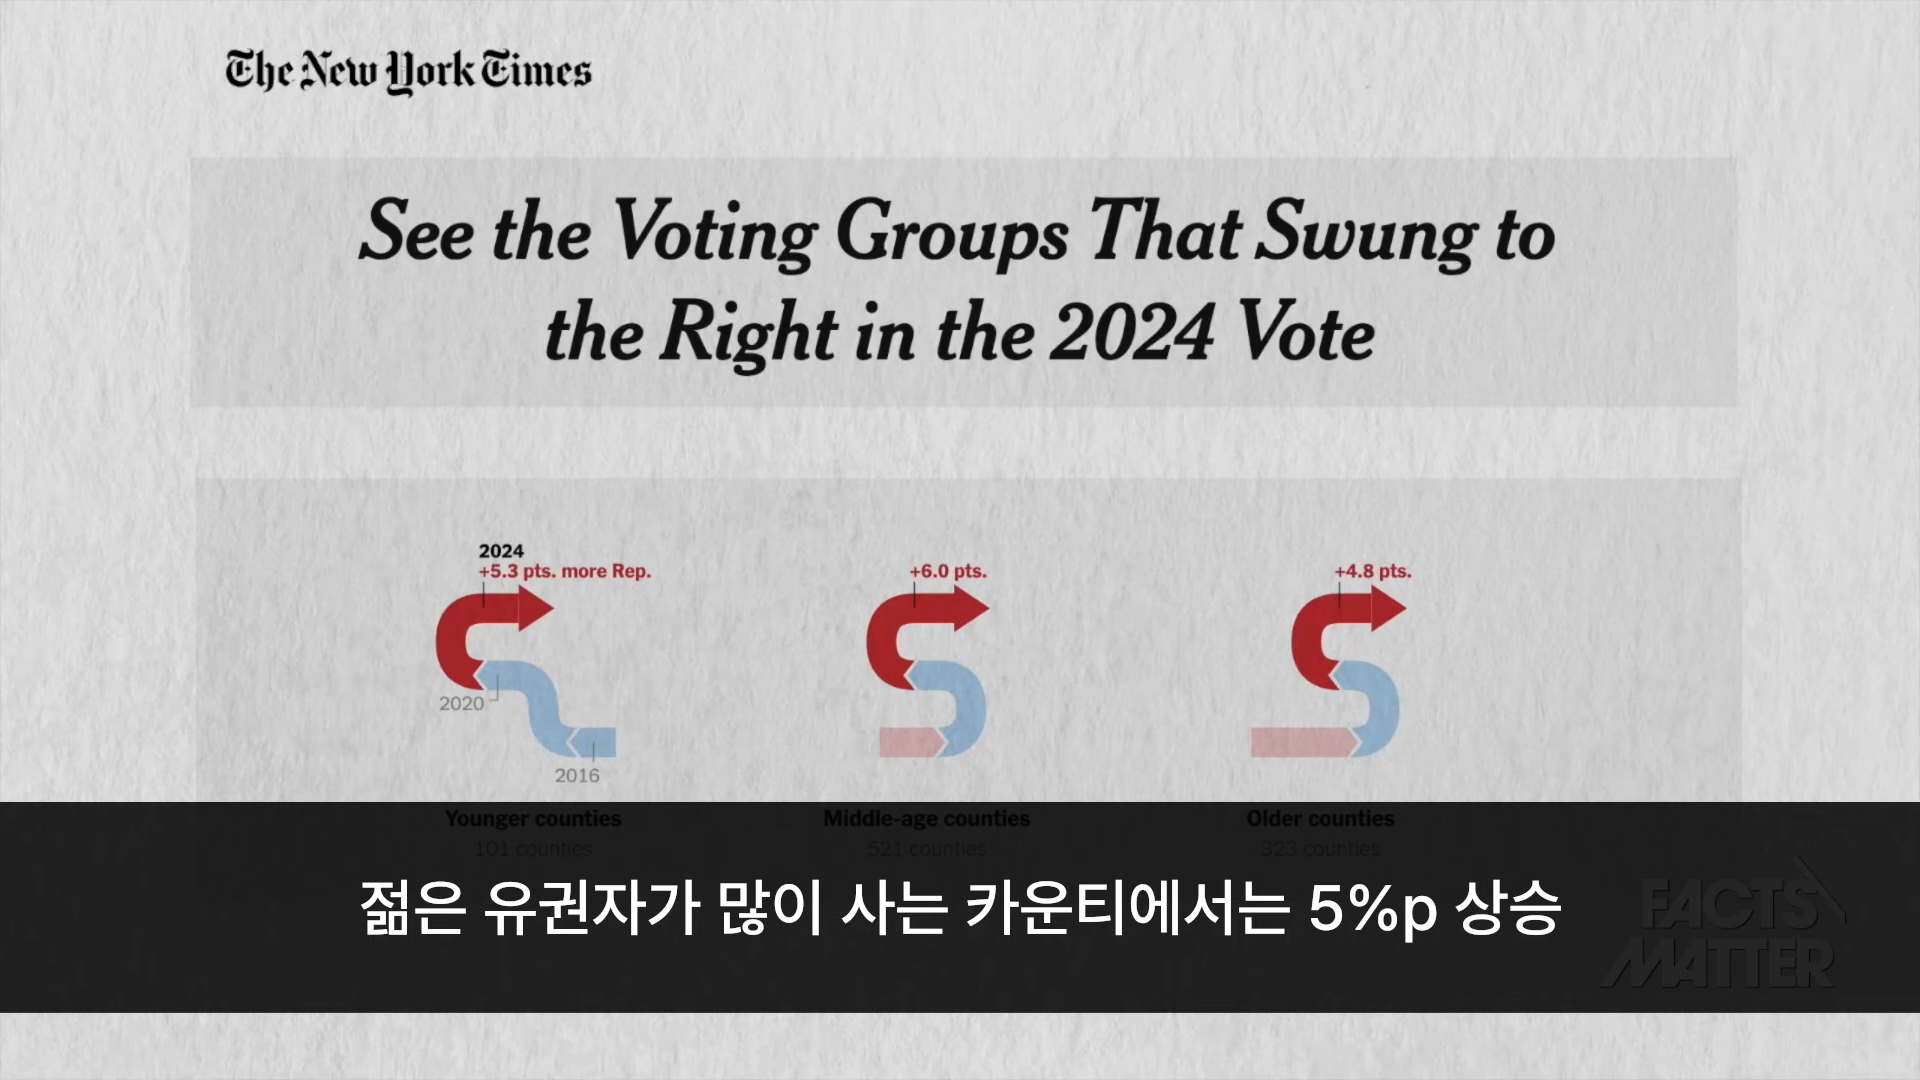 The New York Times
See the Voting Groups That Swung to
the Right in the 2024 Vote
2024
+5.3 pts. more Rep.
+6.0 pts.
+4.8 pts.
2020
2016
Younger counties
Middle-age counties
Older counties
101 counties
521 counties
323 counties
젊은 유권자가 많이 사는 카운티에서는 5%p 상승
FACTS
MATTER